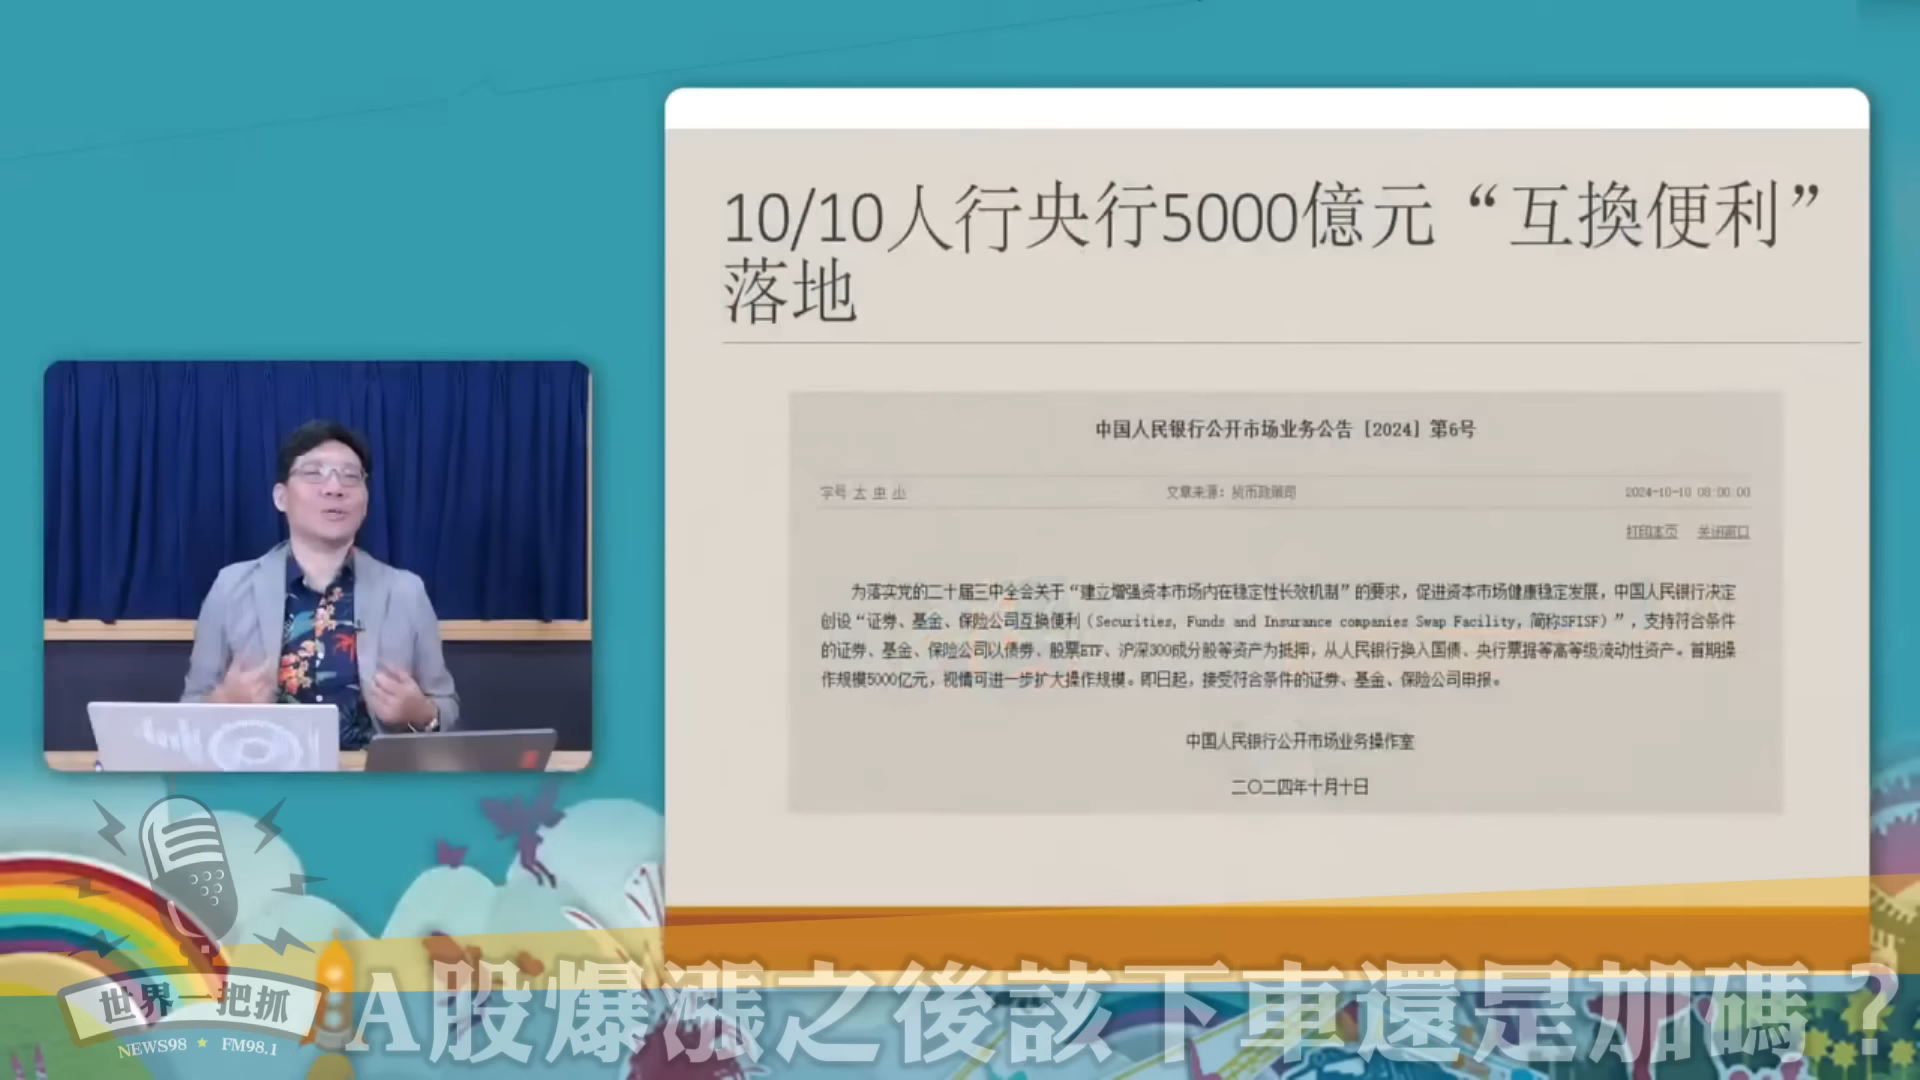 10/10人行央行5000億元“互換便利”
落地
中国人民银行公开市场业务公告［2024］第6号
字号 大 中 小
文章来源：货币政策司
2024-10-10 08:00:00
打印本页 关闭窗口
为落实党的二十届三中全会关于“建立增强资本市场内在稳定性长效机制”的要求，促进资本市场健康稳定发展，中国人民银行决定
创设“证券、基金、保险公司互换便利（Securities, Funds and Insurance companies Swap Facility，简称SFISF）”，支持符合条件
的证券、基金、保险公司以债券、股票ETF、沪深300成分股等资产为抵押，从人民银行换入国债、央行票据等高等级流动性资产。首期操
作规模5000亿元，视情可进一步扩大操作规模。即日起，接受符合条件的证券、基金、保险公司申报。
中国人民银行公开市场业务操作室
二〇二四年十月十日
世界一把抓
NEWS98 ★ FM98.1
A股爆漲之後該下車還是加碼？